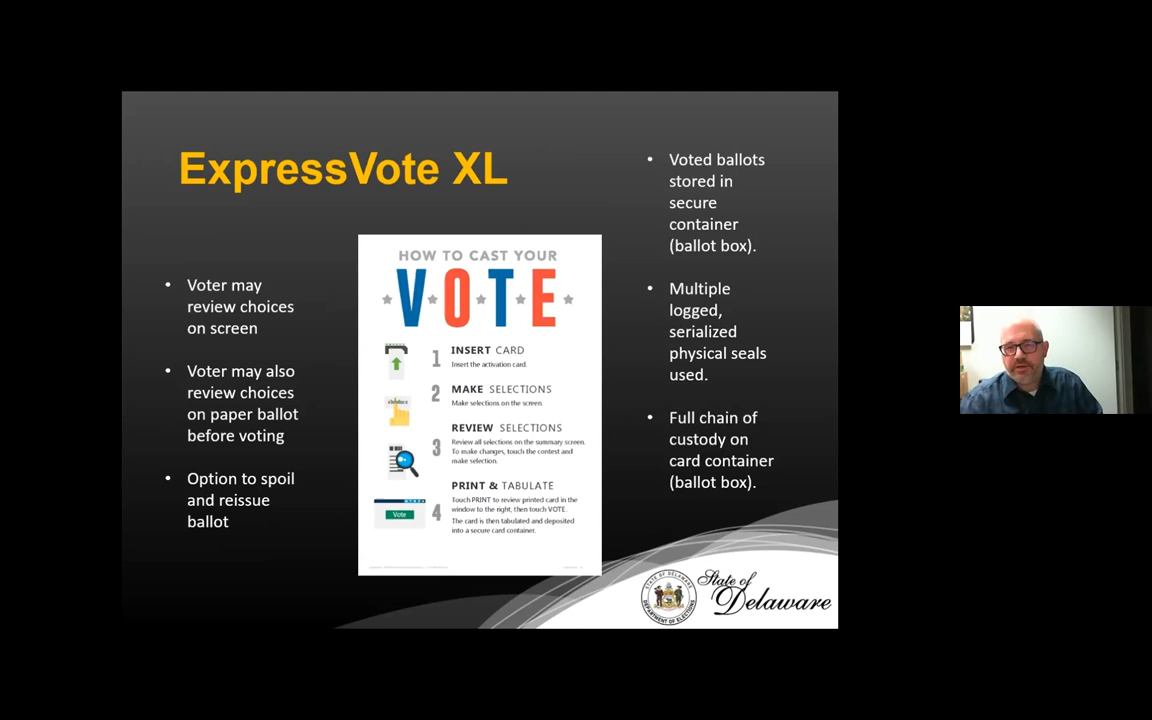 ExpressVote XL
Voter may
review choices
on screen
Voter may also
review choices
on paper ballot
before voting
Option to spoil
and reissue
ballot
HOW TO CAST YOUR
VOTE
1 INSERT CARD
Insert the activation card.
2 MAKE SELECTIONS
Make selections on the screen.
3 REVIEW SELECTIONS
Review all selections on the summary screen.
To make changes, touch the contest and
make selection.
4 PRINT & TABULATE
Touch PRINT to review printed card in the
window to the right, then touch VOTE.
The card is then tabulated and deposited
into a secure card container.
Vote
Voted ballots
stored in
secure
container
(ballot box).
Multiple
logged,
serialized
physical seals
used.
Full chain of
custody on
card container
(ballot box).
STATE OF DELAWARE
DEPARTMENT OF ELECTIONS
State of
Delaware